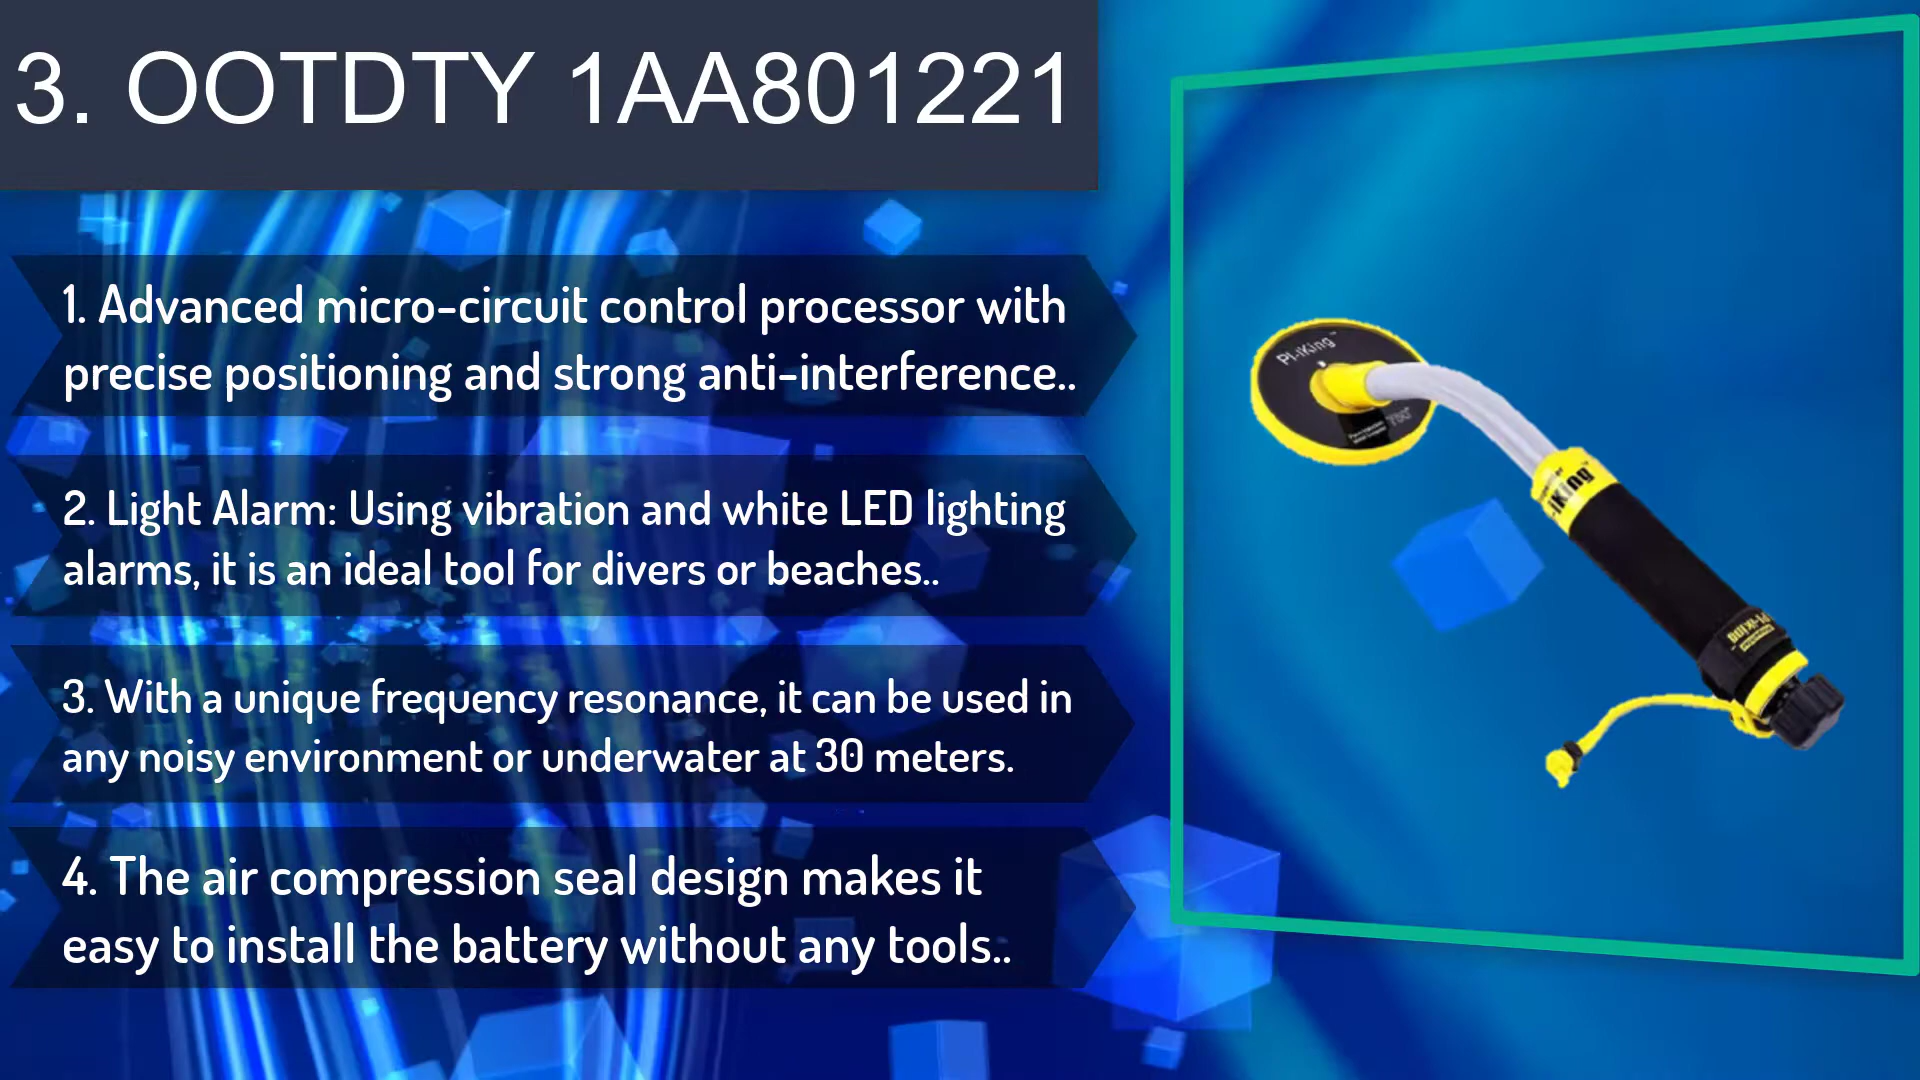 3. OOTDTY 1AA801221
1. Advanced micro-circuit control processor with
precise positioning and strong anti-interference..
2. Light Alarm: Using vibration and white LED lighting
alarms, it is an ideal tool for divers or beaches..
3. With a unique frequency resonance, it can be used in
any noisy environment or underwater at 30 meters.
4. The air compression seal design makes it
easy to install the battery without any tools..
PI-iKing
-iKing
PI-iKing